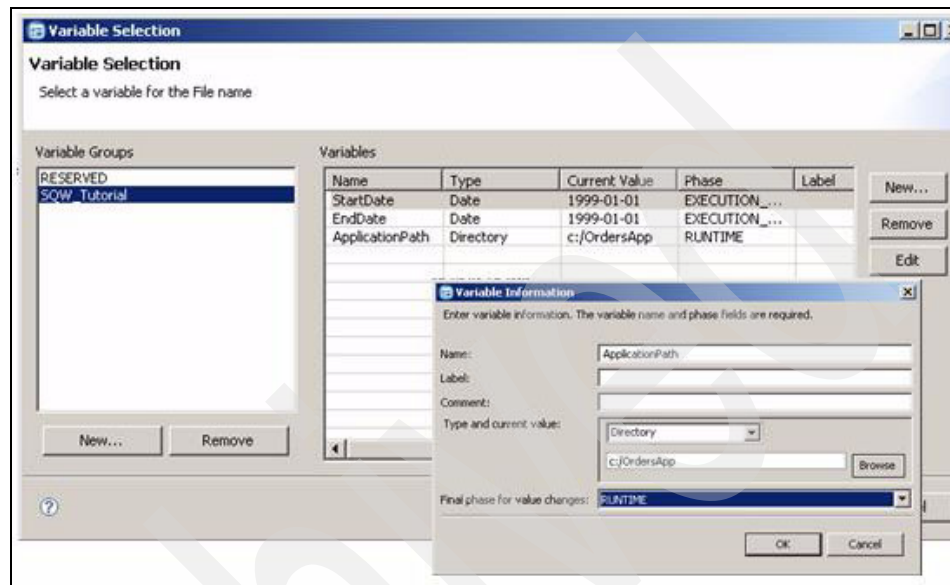 Variable Selection
Variable Selection
Select a variable for the File name
Variable Groups
RESERVED
SQW_Tutorial
New...
Remove
Variables
Name Type Current Value Phase Label
StartDate Date 1999-01-01 EXECUTION_...
EndDate Date 1999-01-01 EXECUTION_...
ApplicationPath Directory c:/OrdersApp RUNTIME
New...
Remove
Edit
Variable Information
Enter variable information. The variable name and phase fields are required.
Name: ApplicationPath
Label:
Comment:
Type and current value: Directory
c:/OrdersApp Browse
Final phase for value changes: RUNTIME
OK Cancel